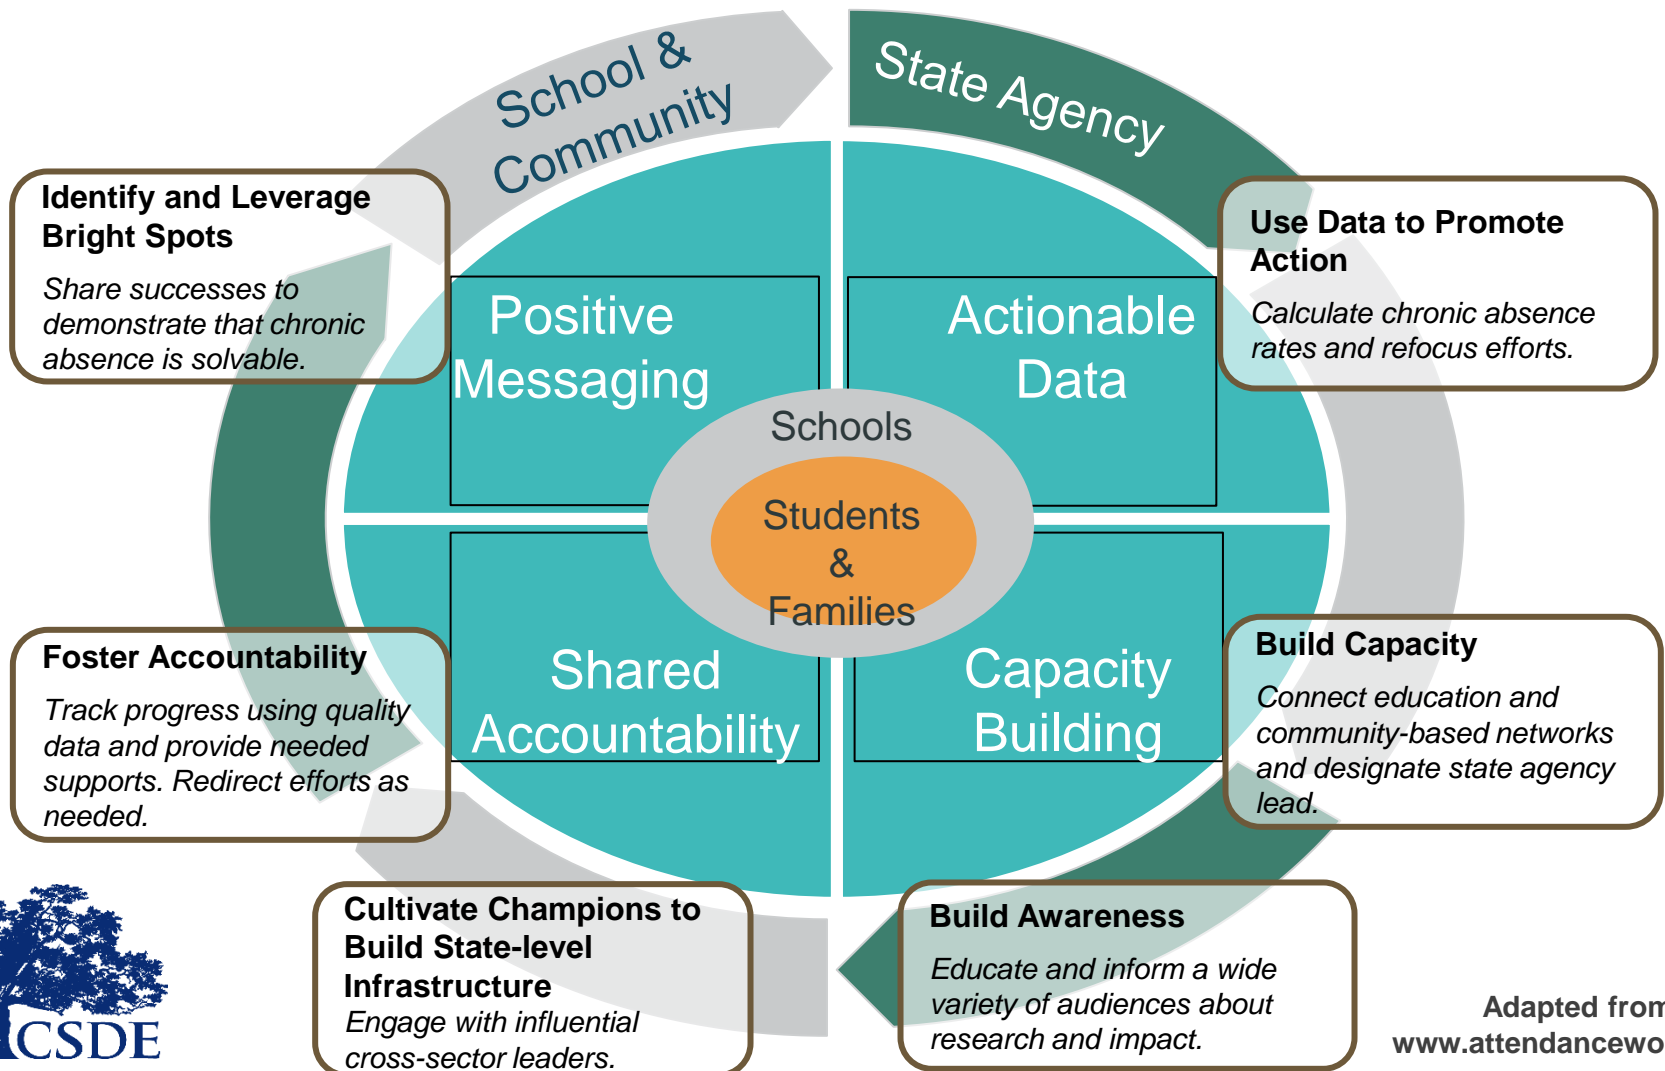 School &
Community
State Agency
Identify and Leverage
Bright Spots
Share successes to
demonstrate that chronic
absence is solvable.
Use Data to Promote
Action
Calculate chronic absence
rates and refocus efforts.
Positive
Messaging
Actionable
Data
Schools
Students
&
Families
Shared
Accountability
Capacity
Building
Foster Accountability
Track progress using quality
data and provide needed
supports. Redirect efforts as
needed.
Build Capacity
Connect education and
community-based networks
and designate state agency
lead.
Cultivate Champions to
Build State-level
Infrastructure
Engage with influential
cross-sector leaders.
Build Awareness
Educate and inform a wide
variety of audiences about
research and impact.
CSDE
Adapted from
www.attendancewo